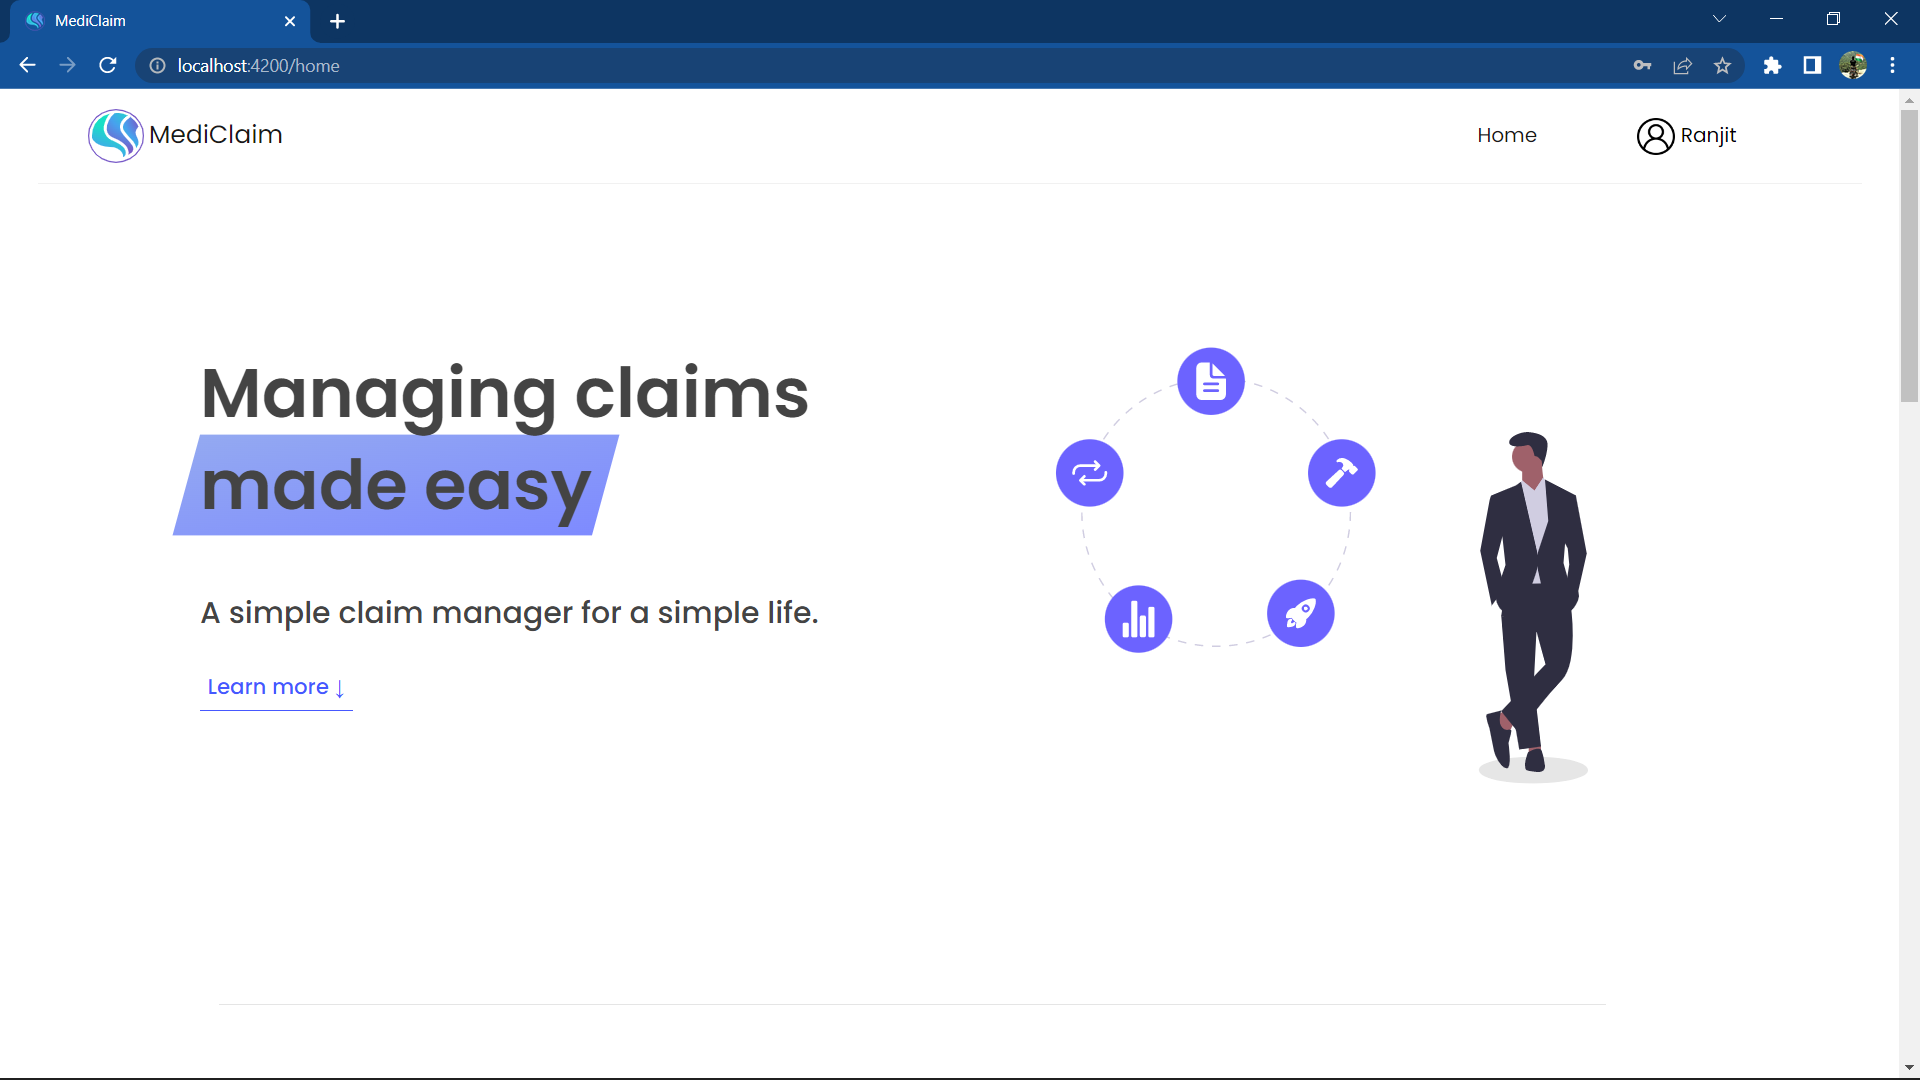 MediClaim
localhost:4200/home
MediClaim
Home
Ranjit
Managing claims
made easy
A simple claim manager for a simple life.
Learn more ↓